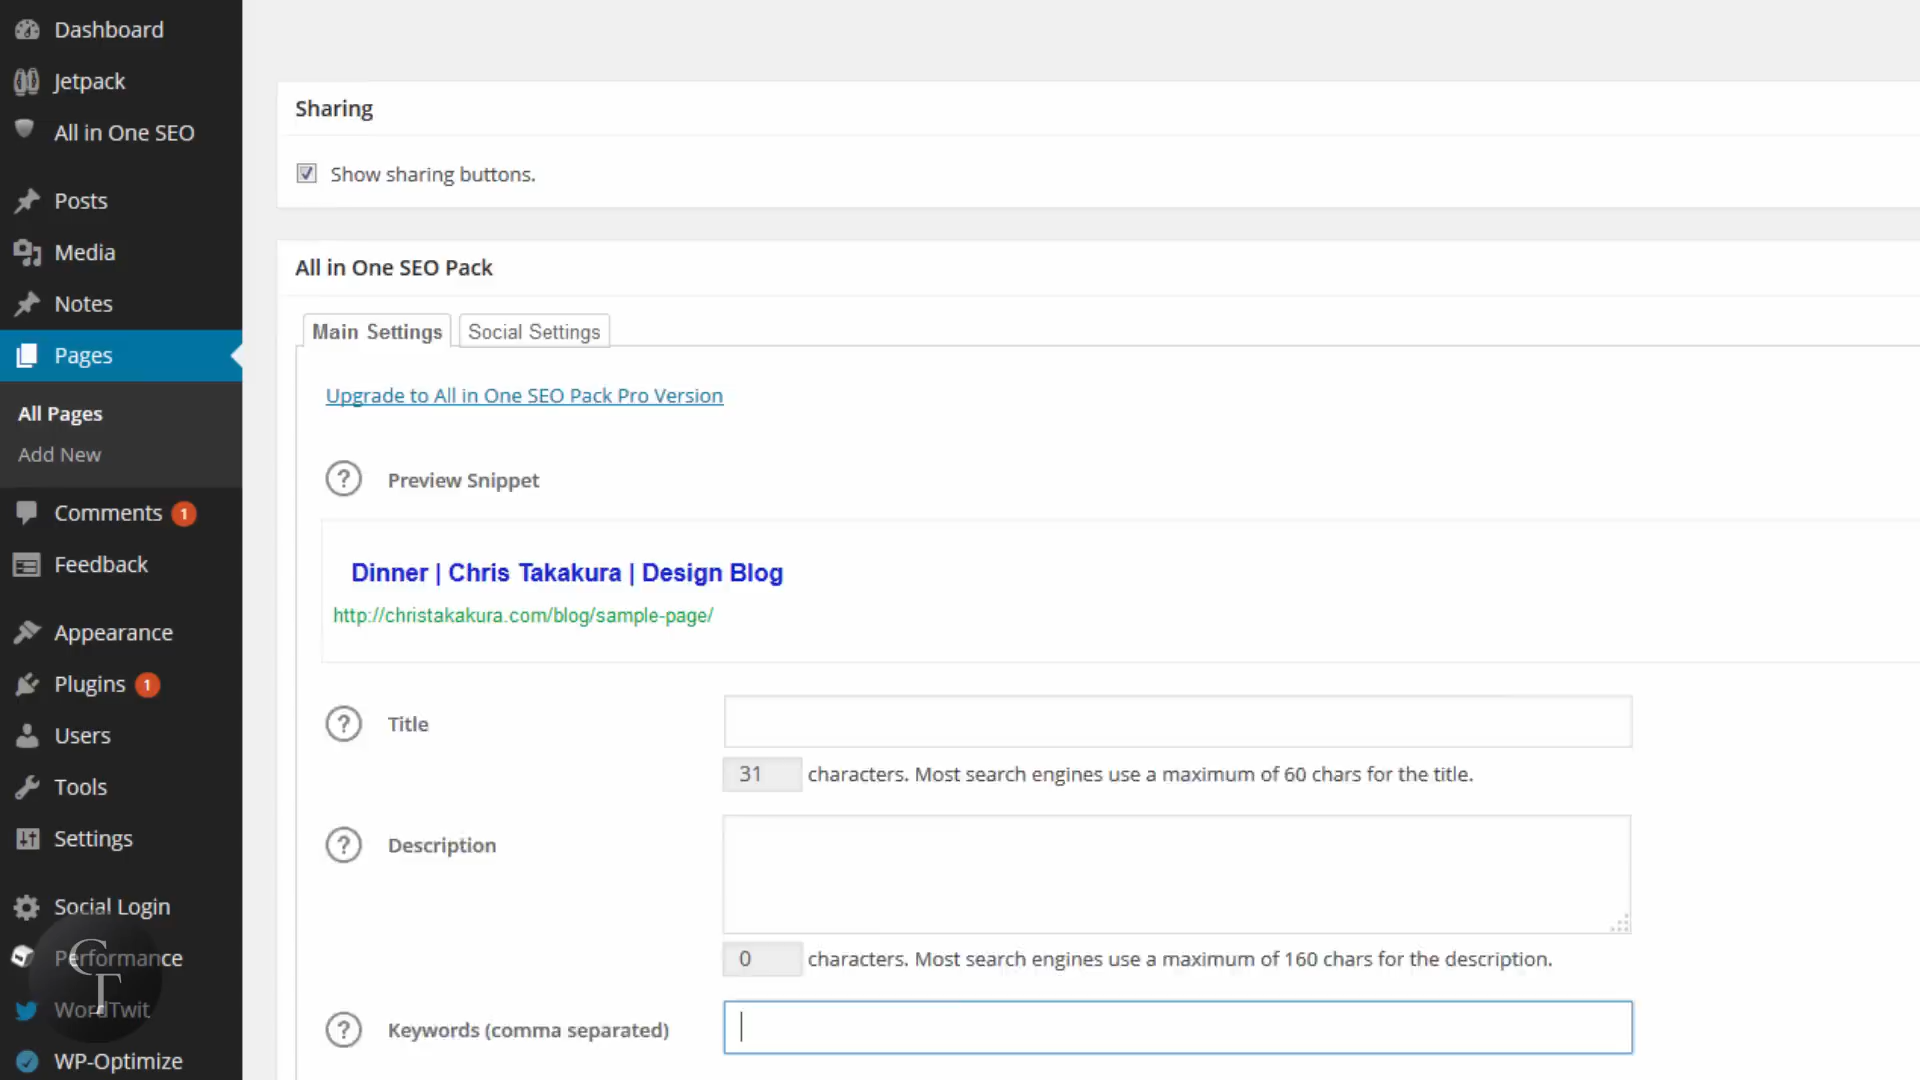 Dashboard
Jetpack
All in One SEO
Posts
Media
Notes
Pages
All Pages
Add New
Comments 1
Feedback
Appearance
Plugins 1
Users
Tools
Settings
Social Login
Performance
WordTwit
WP-Optimize
CT
Sharing
Show sharing buttons.
All in One SEO Pack
Main Settings Social Settings
Upgrade to All in One SEO Pack Pro Version
? Preview Snippet
Dinner | Chris Takakura | Design Blog
http://christakakura.com/blog/sample-page/
? Title
31 characters. Most search engines use a maximum of 60 chars for the title.
? Description
0 characters. Most search engines use a maximum of 160 chars for the description.
? Keywords (comma separated)